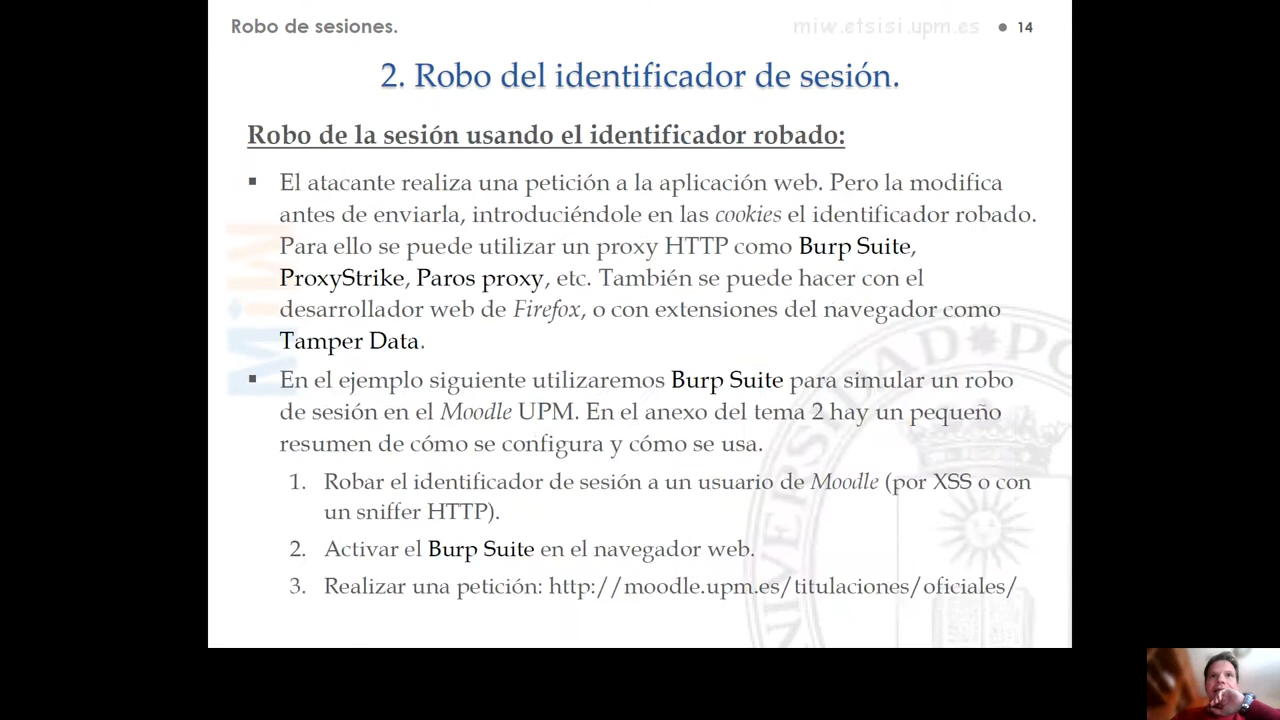 Robo de sesiones.
miw.etsisi.upm.es
14
2. Robo del identificador de sesión.
Robo de la sesión usando el identificador robado:
▪ El atacante realiza una petición a la aplicación web. Pero la modifica
antes de enviarla, introduciéndole en las cookies el identificador robado.
Para ello se puede utilizar un proxy HTTP como Burp Suite,
ProxyStrike, Paros proxy, etc. También se puede hacer con el
desarrollador web de Firefox, o con extensiones del navegador como
Tamper Data.
▪ En el ejemplo siguiente utilizaremos Burp Suite para simular un robo
de sesión en el Moodle UPM. En el anexo del tema 2 hay un pequeño
resumen de cómo se configura y cómo se usa.
1. Robar el identificador de sesión a un usuario de Moodle (por XSS o con
un sniffer HTTP).
2. Activar el Burp Suite en el navegador web.
3. Realizar una petición: http://moodle.upm.es/titulaciones/oficiales/
MiW
UNIVERSIDAD PO